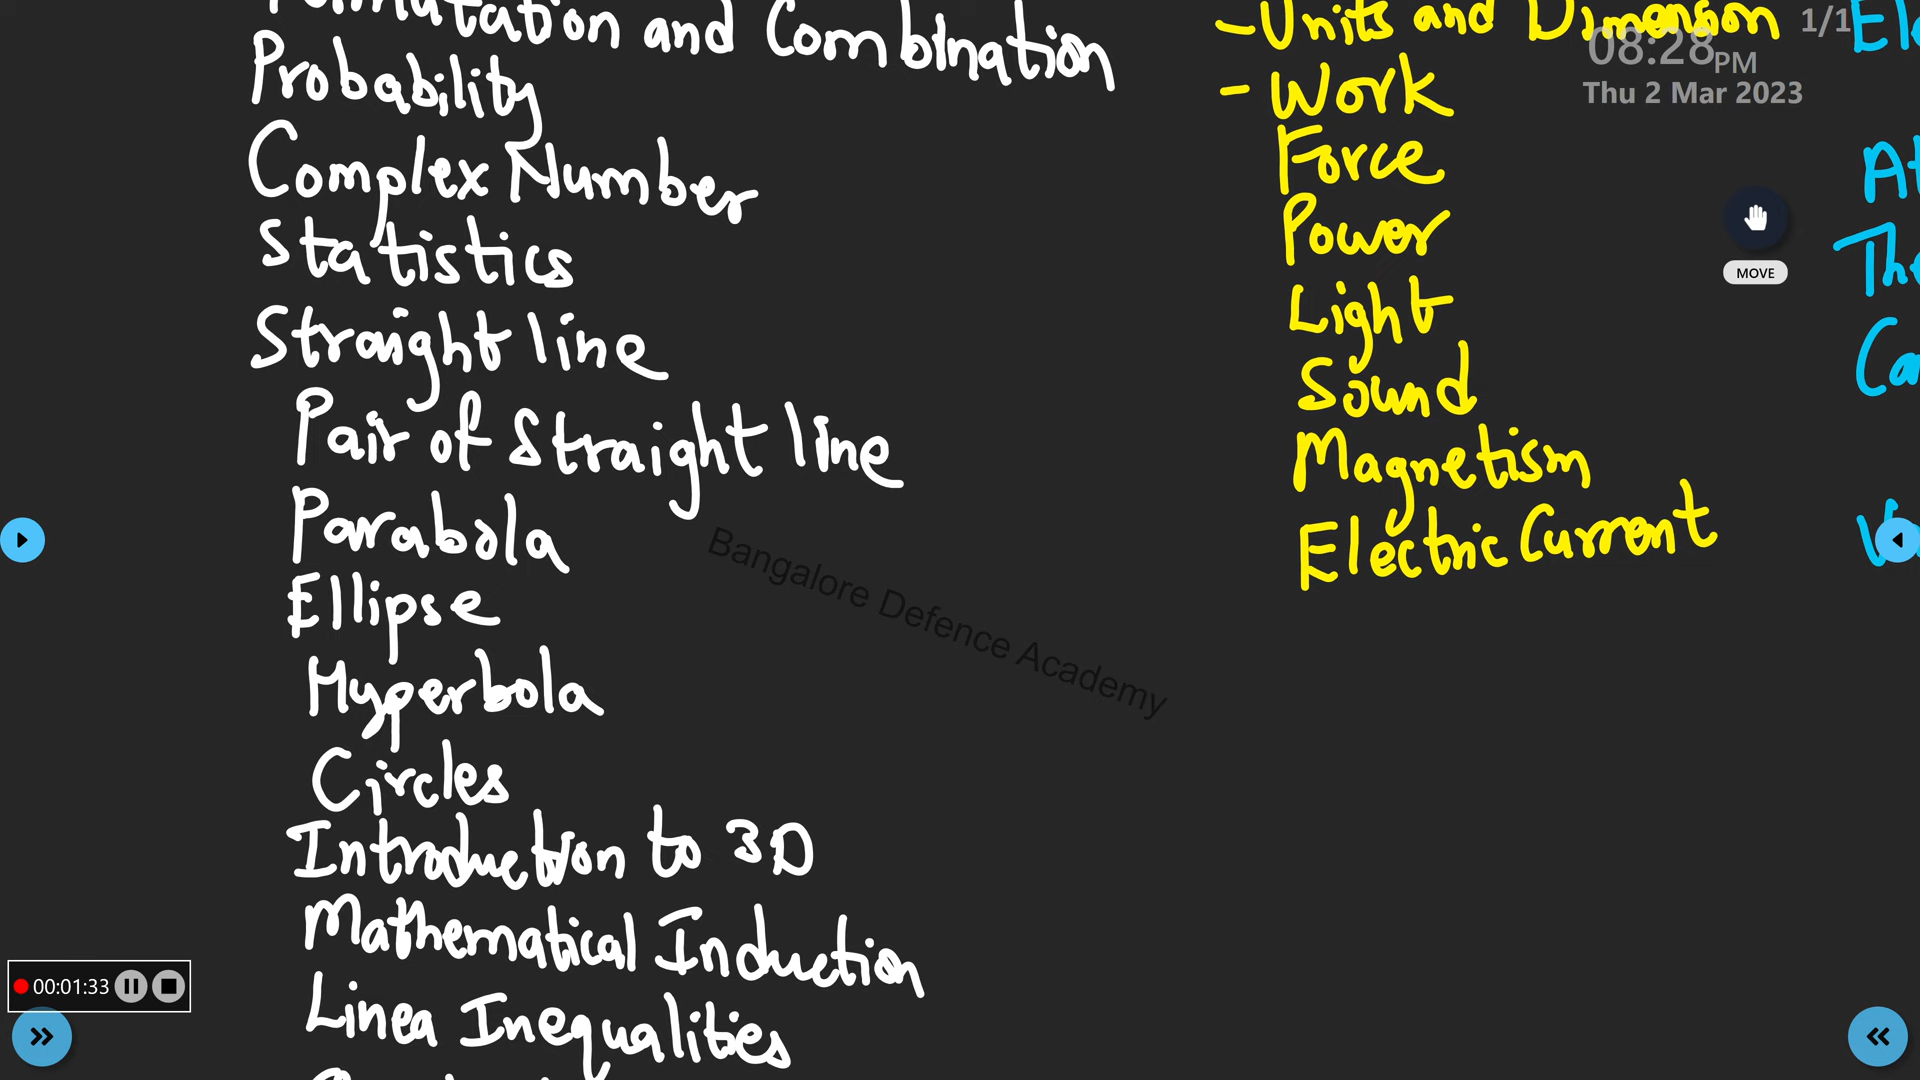 and Combination
Probability
Complex Number
Statistics
Straight line
Pair of Straight line
Parabola
Ellipse
Hyperbola
Circles
Introduction to 3D
Mathematical Induction
Linea Inequalities
- Units and Dimension
- Work
Force
Power
Light
Sound
Magnetism
Electric Current
1/1
08:28 PM
Thu 2 Mar 2023
MOVE
Bangalore Defence Academy
00:01:33